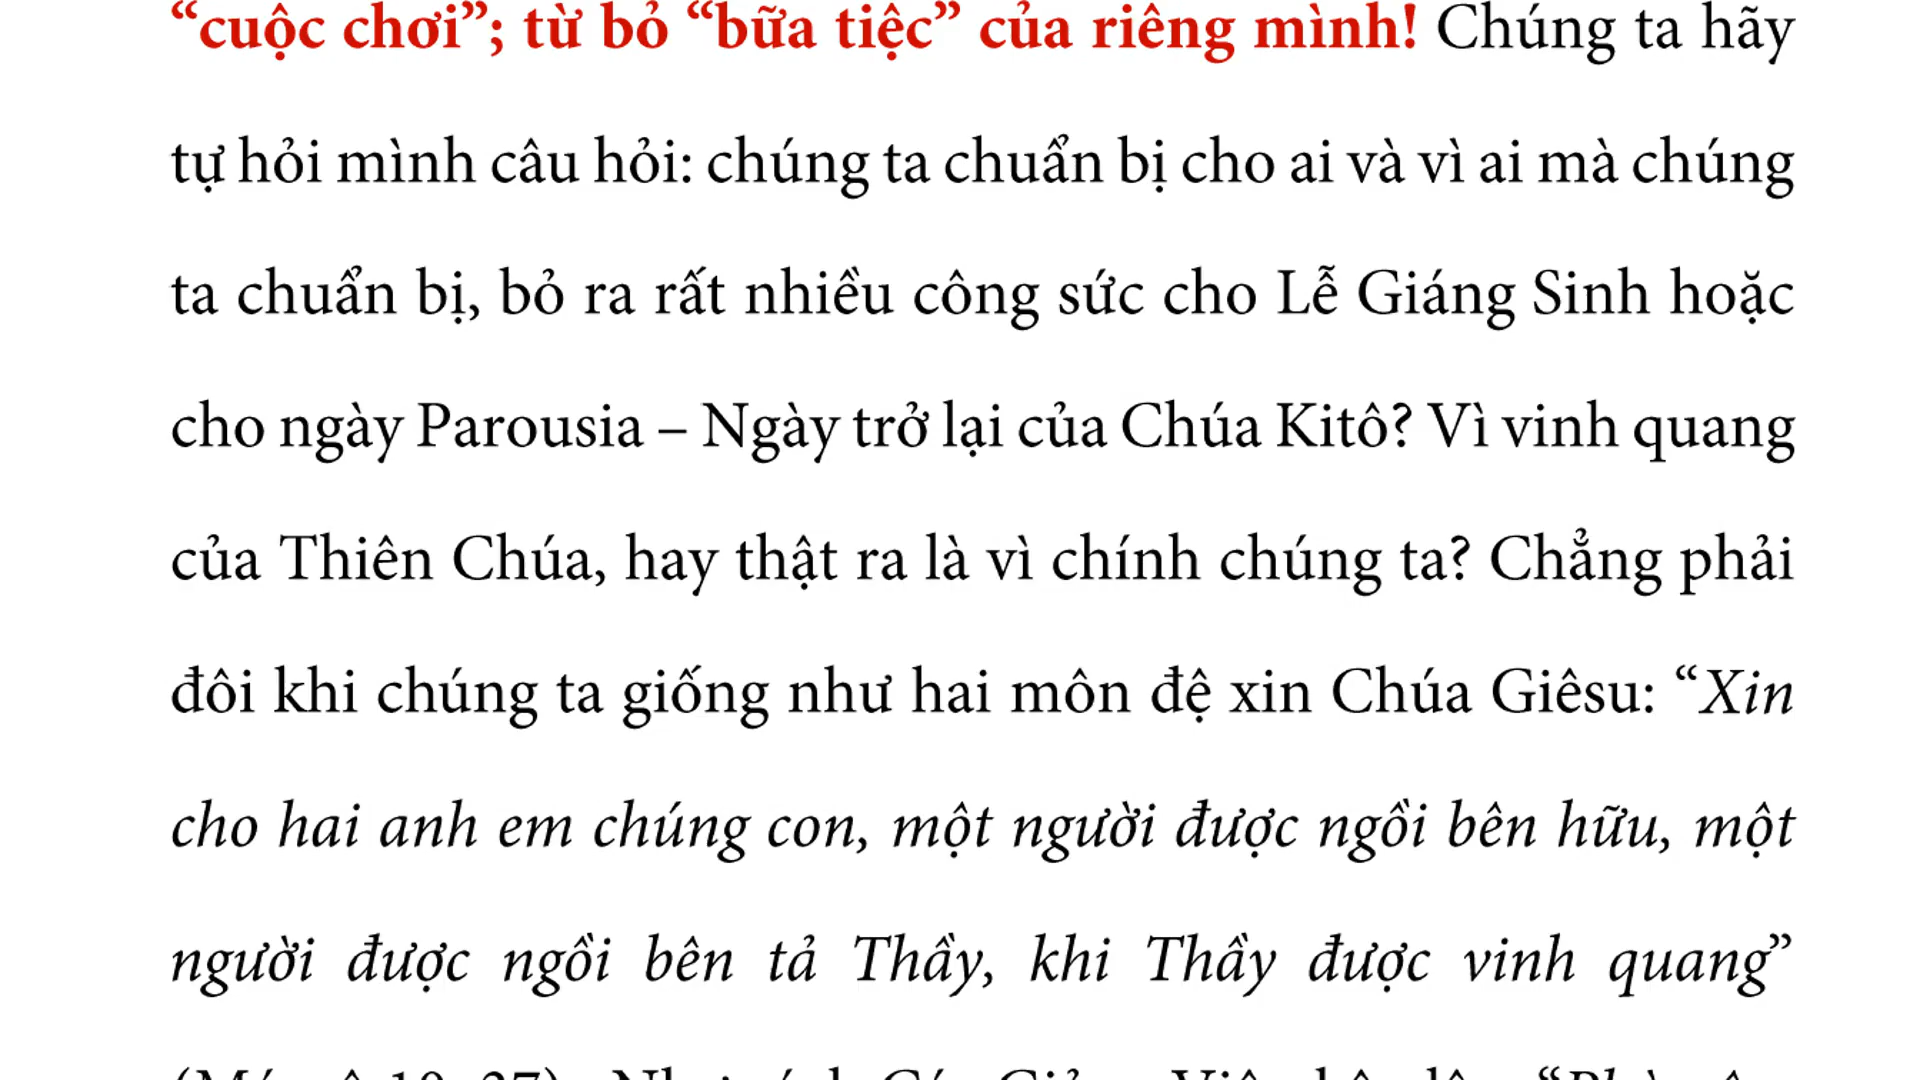 “cuộc chơi”; từ bỏ “bữa tiệc” của riêng mình! Chúng ta hãy
tự hỏi mình câu hỏi: chúng ta chuẩn bị cho ai và vì ai mà chúng
ta chuẩn bị, bỏ ra rất nhiều công sức cho Lễ Giáng Sinh hoặc
cho ngày Parousia – Ngày trở lại của Chúa Kitô? Vì vinh quang
của Thiên Chúa, hay thật ra là vì chính chúng ta? Chẳng phải
đôi khi chúng ta giống như hai môn đệ xin Chúa Giêsu: “Xin
cho hai anh em chúng con, một người được ngồi bên hữu, một
người được ngồi bên tả Thầy, khi Thầy được vinh quang”